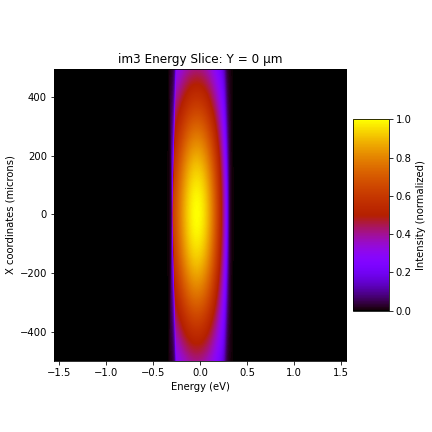 im3 Energy Slice: Y = 0 μm
X coordinates (microns)
400
200
0
−200
−400
−1.5 −1.0 −0.5 0.0 0.5 1.0 1.5
Energy (eV)
1.0
0.8
0.6
0.4
0.2
0.0
Intensity (normalized)